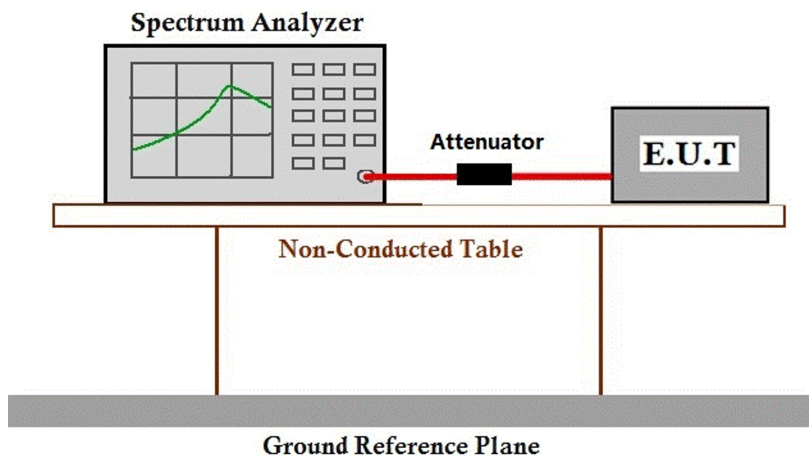 Spectrum Analyzer
Attenuator
E.U.T
Non-Conducted Table
Ground Reference Plane